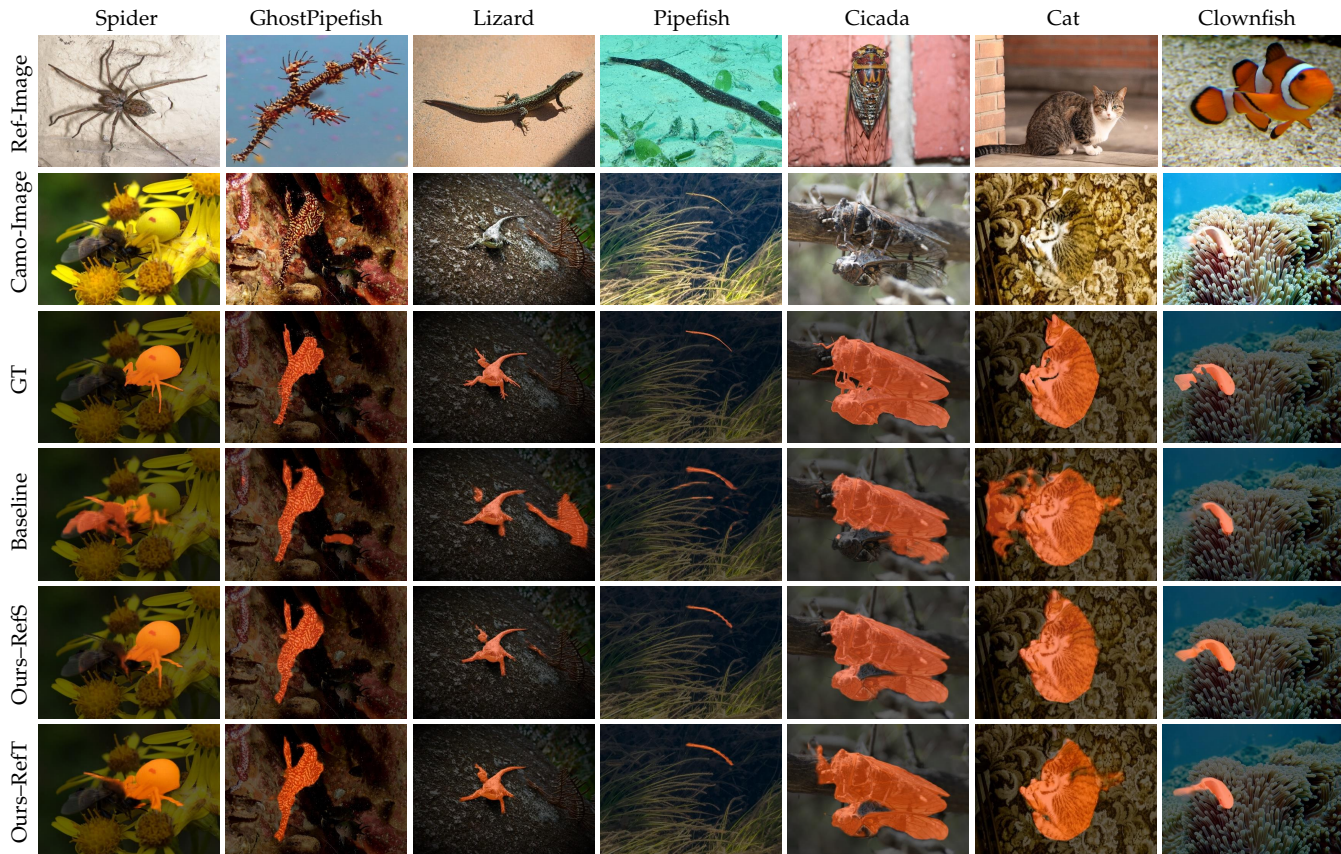 Spider GhostPipefish Lizard Pipefish Cicada Cat Clownfish
Ref-Image
Camo-Image
GT
Baseline
Ours–RefS
Ours–RefT